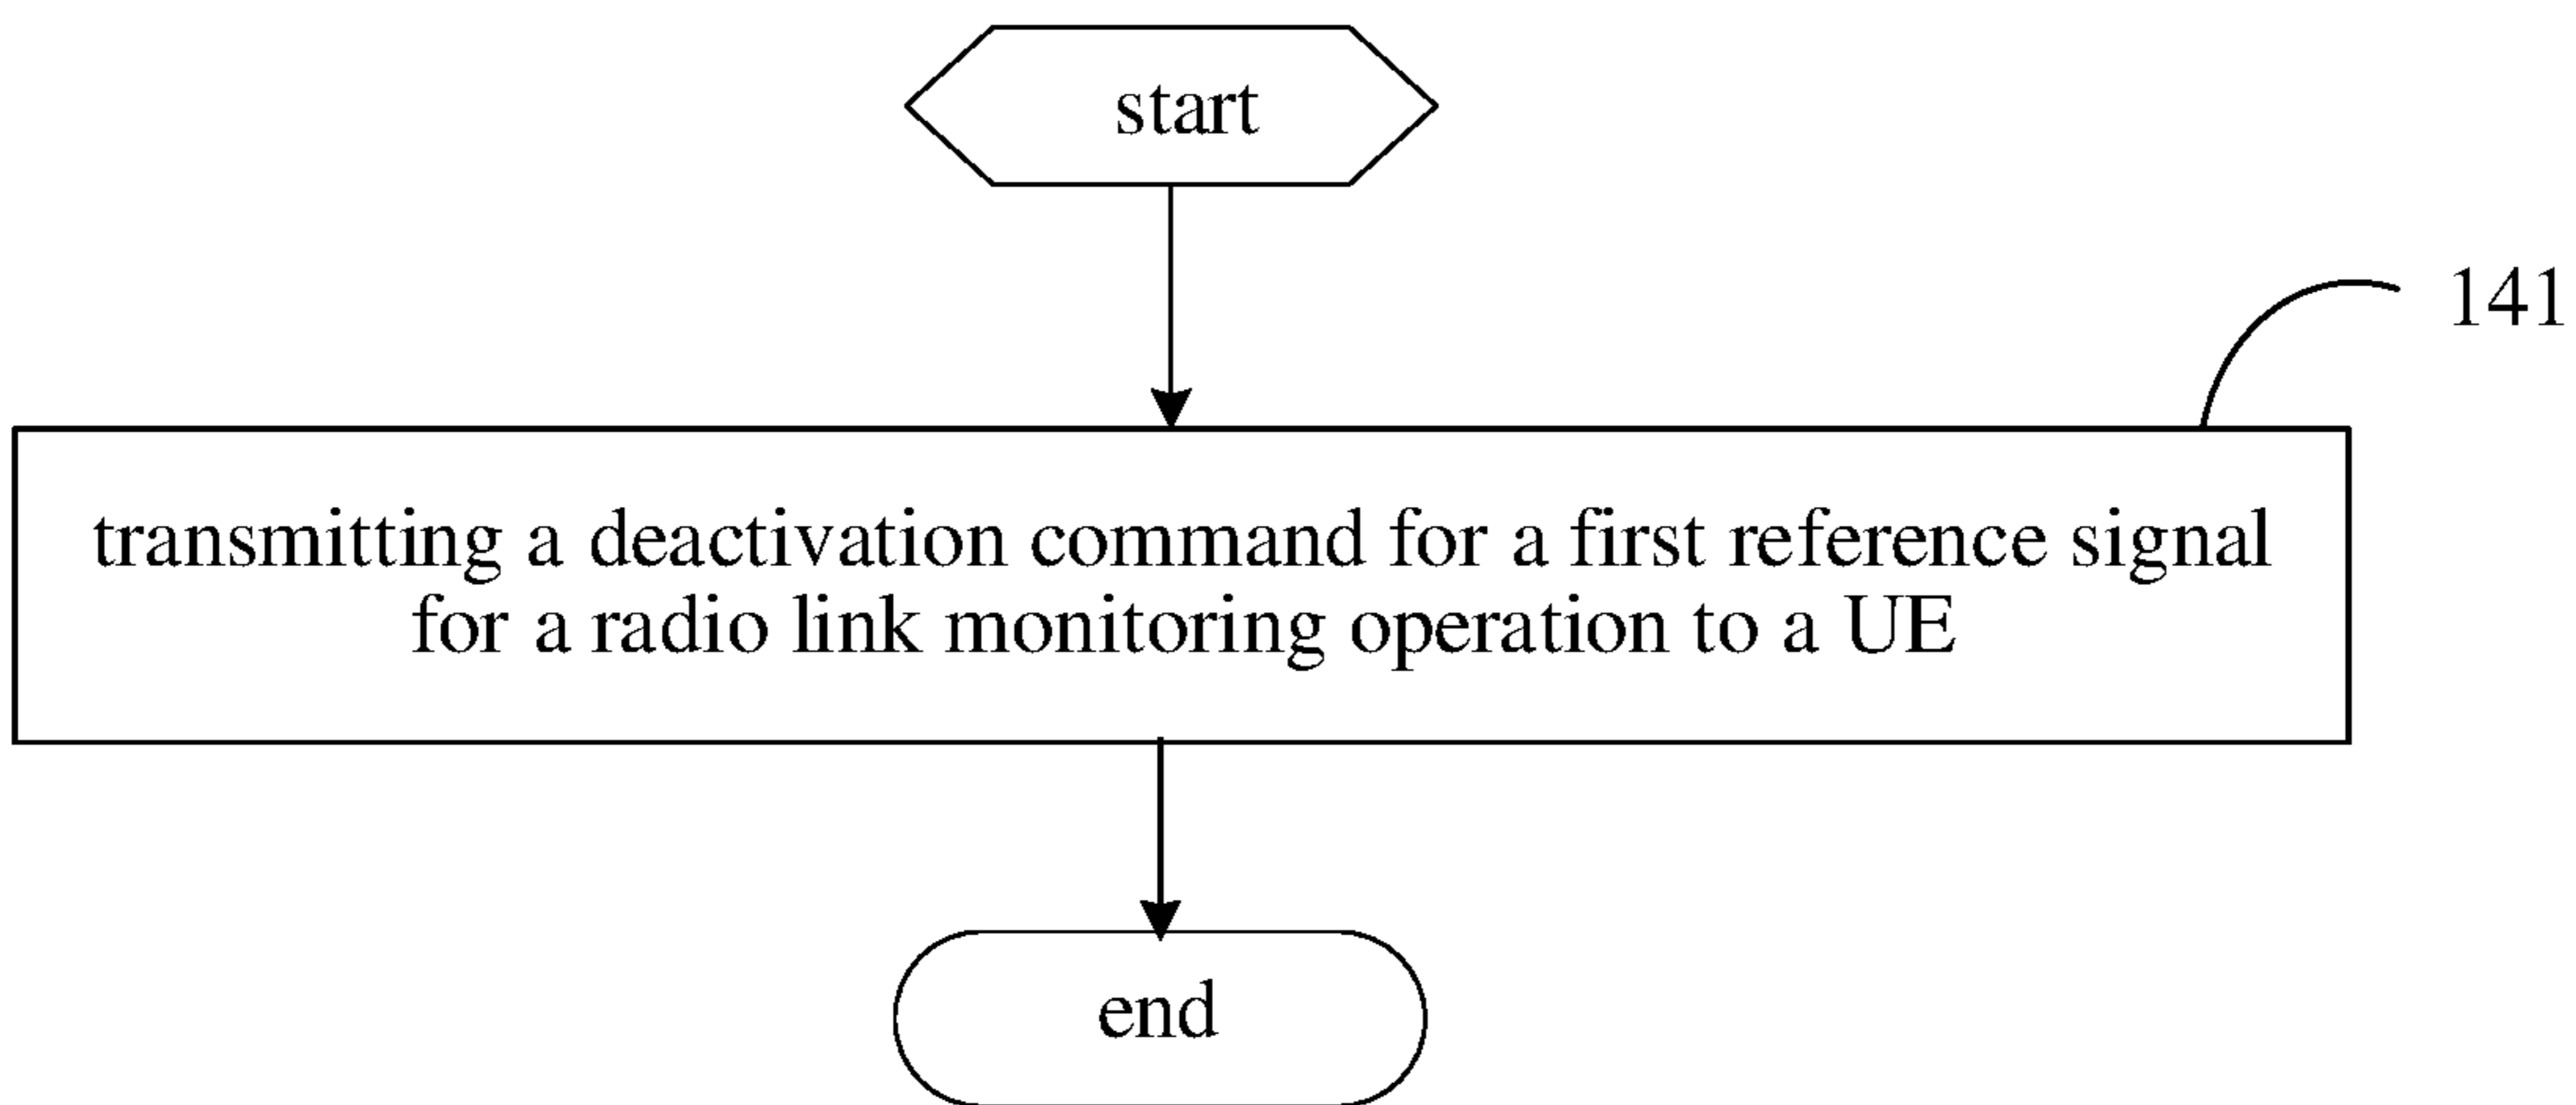 start
141
transmitting a deactivation command for a first reference signal
for a radio link monitoring operation to a UE
end